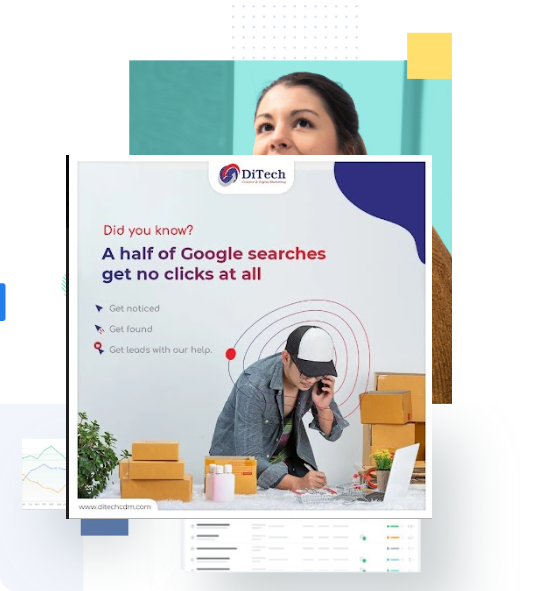 DiTech
Did you know?
A half of Google searches
get no clicks at all
Get noticed
Get found
Get leads with our help.
www.ditechcdm.com